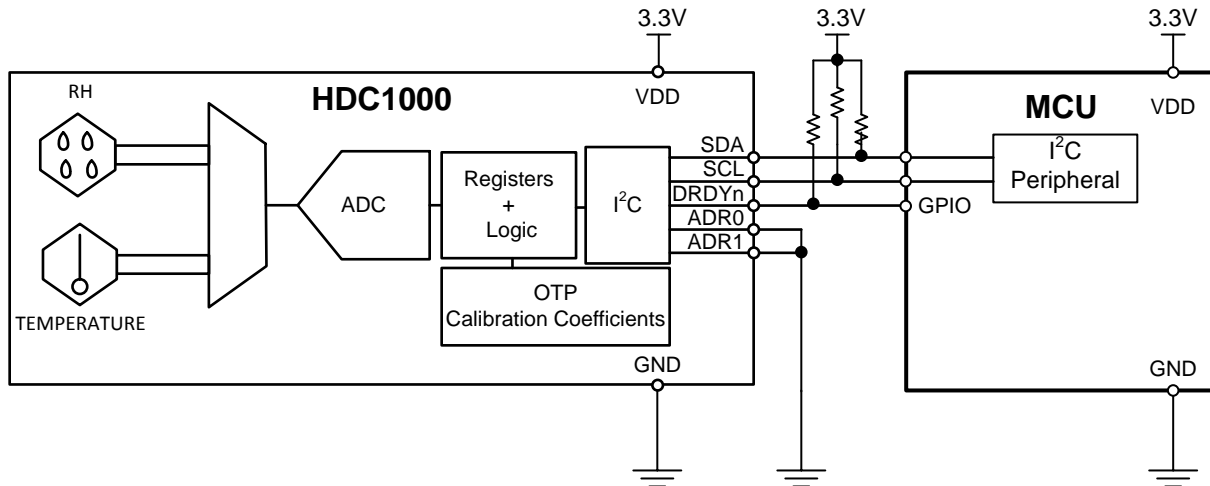 3.3V
3.3V
3.3V
HDC1000
VDD
RH
MCU
VDD
SDA
SCL
DRDYn
ADR0
ADR1
ADC
Registers
+
Logic
I²C
I²C
Peripheral
GPIO
TEMPERATURE
OTP
Calibration Coefficients
GND
GND